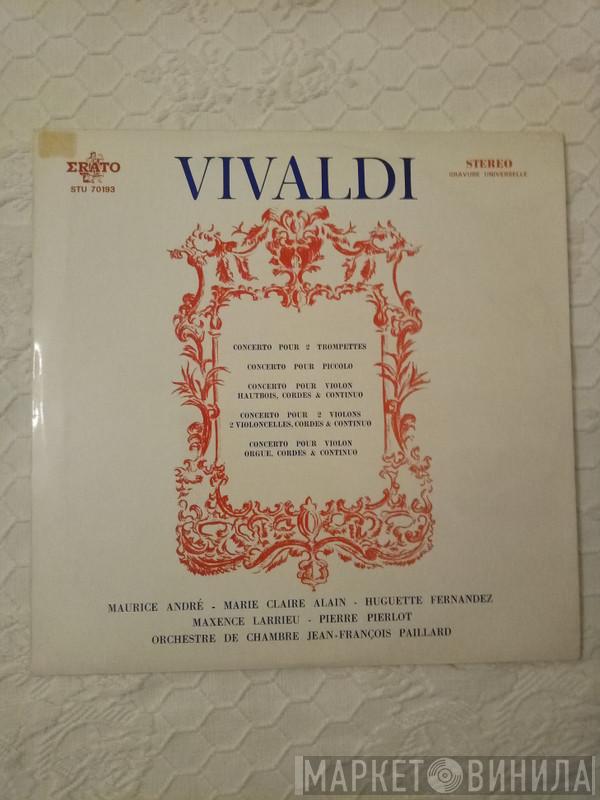 ERATO
STU 70193
VIVALDI
STEREO
GRAVURE UNIVERSELLE
CONCERTO POUR 2 TROMPETTES
CONCERTO POUR PICCOLO
CONCERTO POUR VIOLON
HAUTBOIS, CORDES & CONTINUO
CONCERTO POUR 2 VIOLONS
2 VIOLONCELLES, CORDES & CONTINUO
CONCERTO POUR VIOLON
ORGUE, CORDES & CONTINUO
MAURICE ANDRÉ - MARIE CLAIRE ALAIN - HUGUETTE FERNANDEZ
MAXENCE LARRIEU - PIERRE PIERLOT
ORCHESTRE DE CHAMBRE JEAN-FRANÇOIS PAILLARD
МАРКЕТ ВИНИЛА